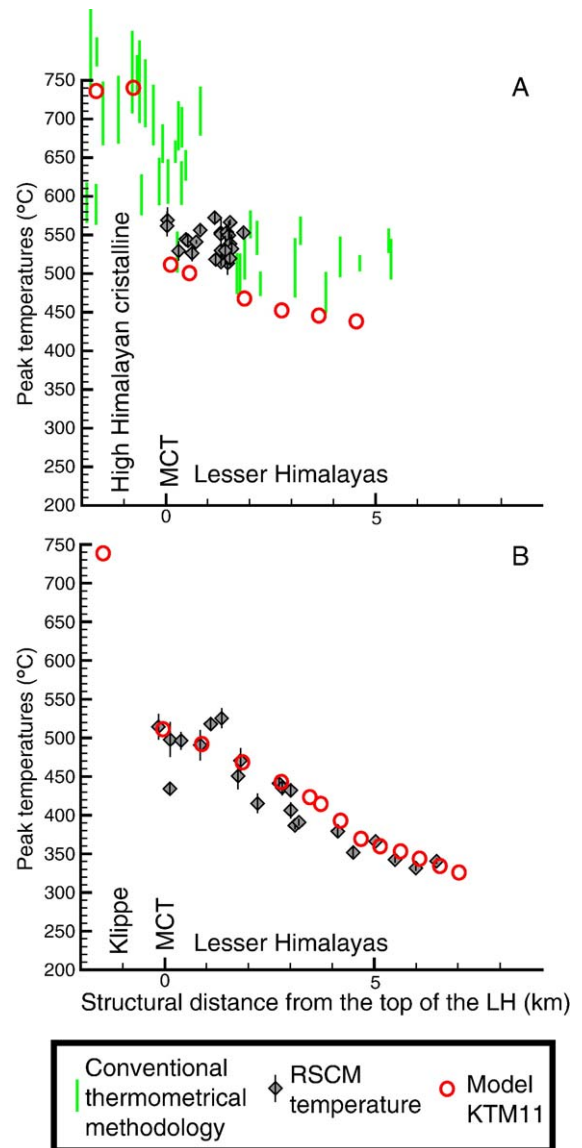 A
750
700
650
600
550
500
450
400
350
300
250
200
Peak temperatures (°C)
High Himalayan cristalline
MCT
Lesser Himalayas
0
5
B
750
700
650
600
550
500
450
400
350
300
250
200
Peak temperatures (°C)
Klippe
MCT
Lesser Himalayas
0
5
Structural distance from the top of the LH (km)
Conventional
thermometrical
methodology
RSCM
temperature
Model
KTM11